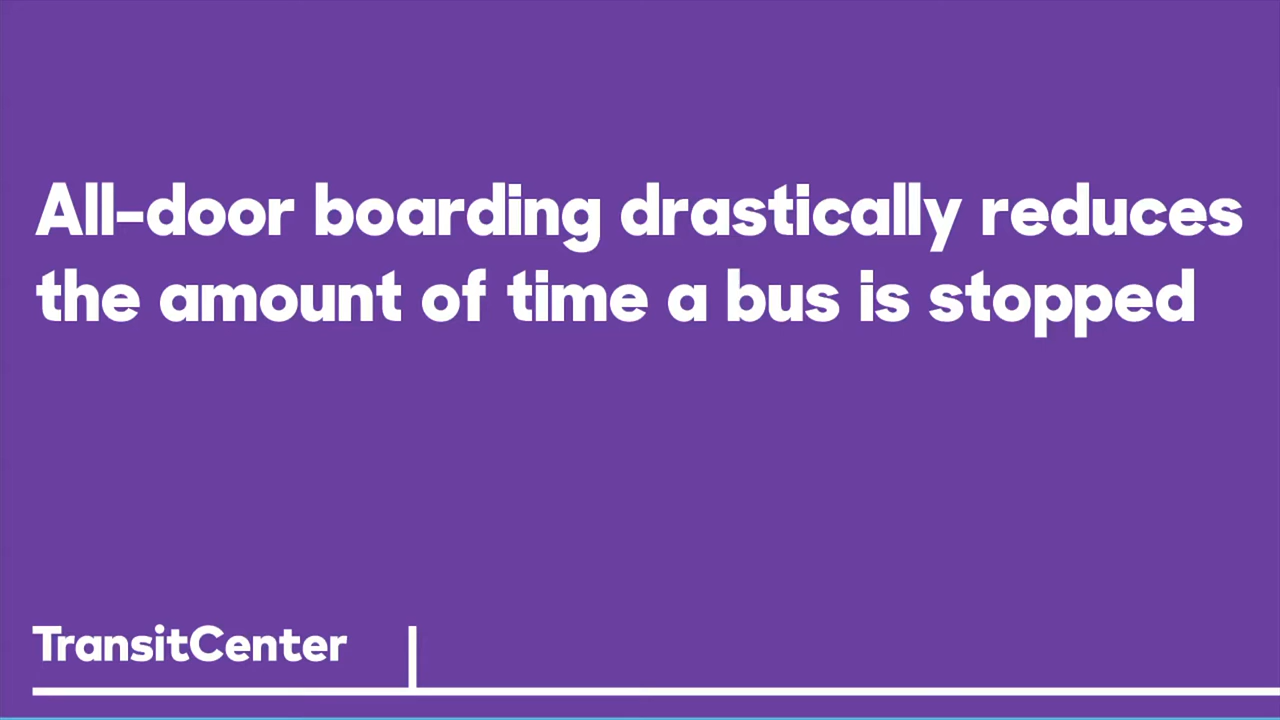 All-door boarding drastically reduces
the amount of time a bus is stopped
TransitCenter